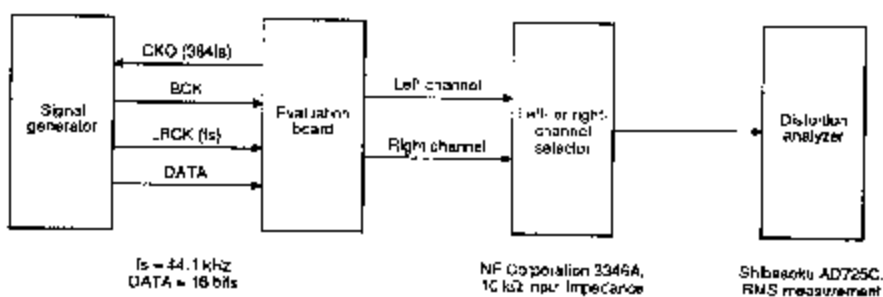 CKO (384fs)
BCK
LRCK (fs)
DATA
Signal
generator
Evaluation
board
Left channel
Right channel
Left- or right-
channel
selector
Distortion
analyzer
fs = 44.1 kHz
DATA = 16 bits
NF Corporation 3346A,
10 kΩ input impedance
Shibasoku AD725C,
RMS measurement